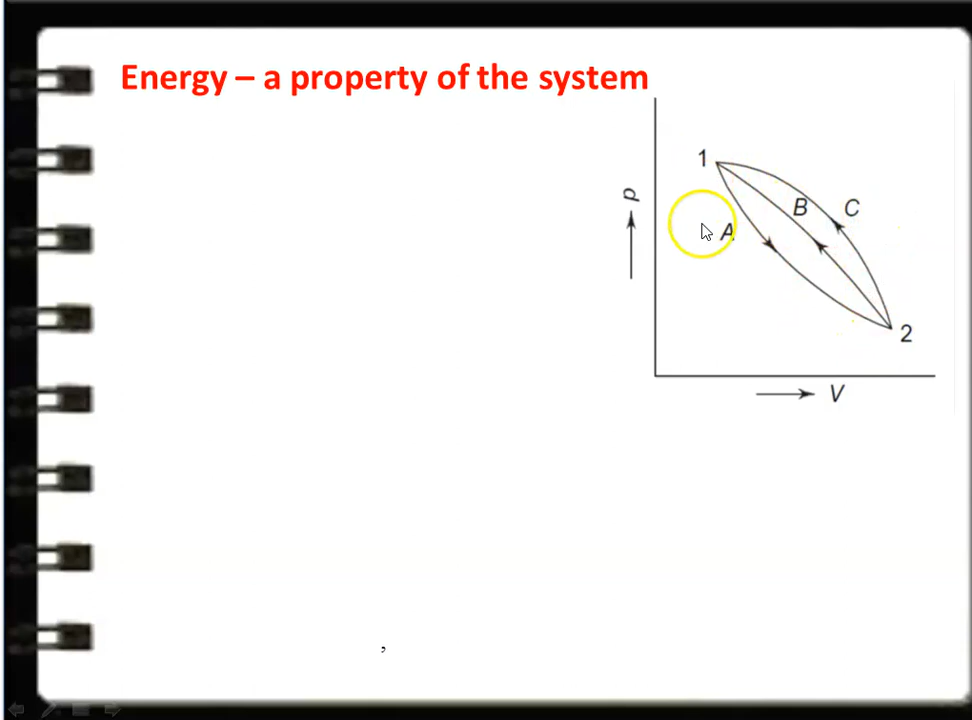 Energy – a property of the system
1
p
B
C
A
2
V
,